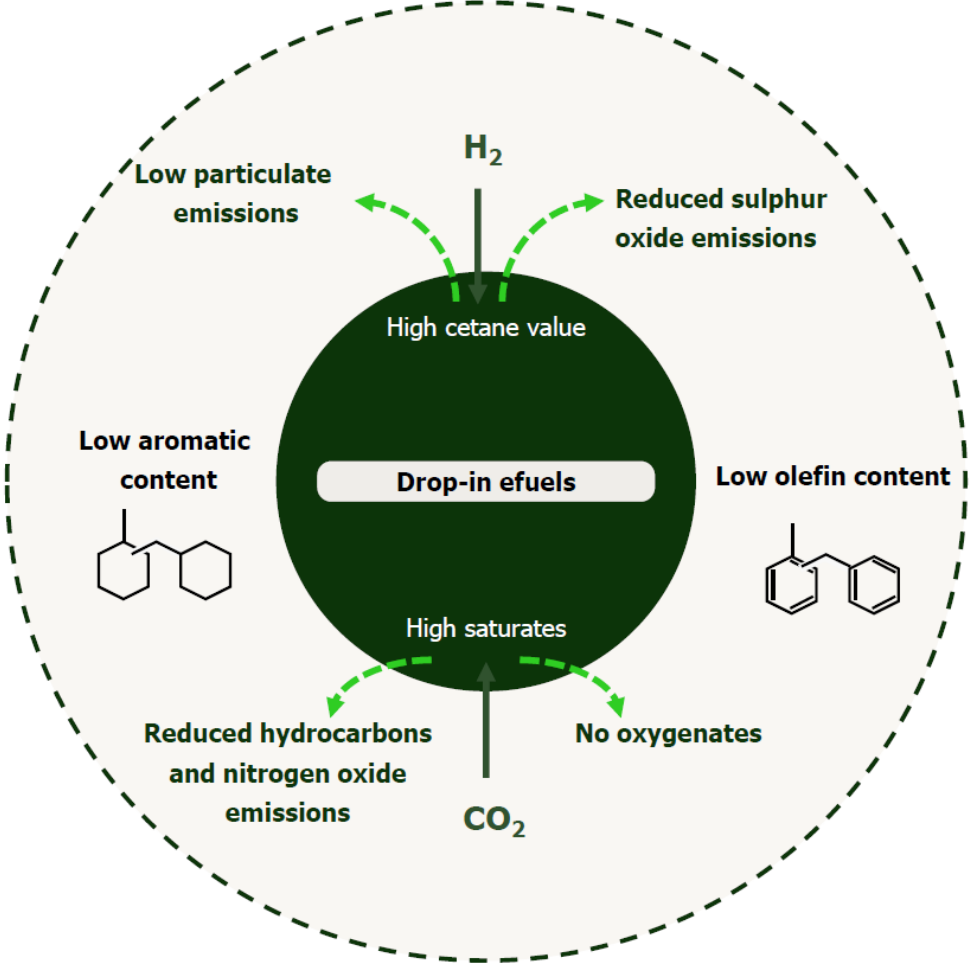 H₂
Low particulate
emissions
Reduced sulphur
oxide emissions
High cetane value
Low aromatic
content
Drop-in efuels
Low olefin content
High saturates
Reduced hydrocarbons
and nitrogen oxide
emissions
No oxygenates
CO₂